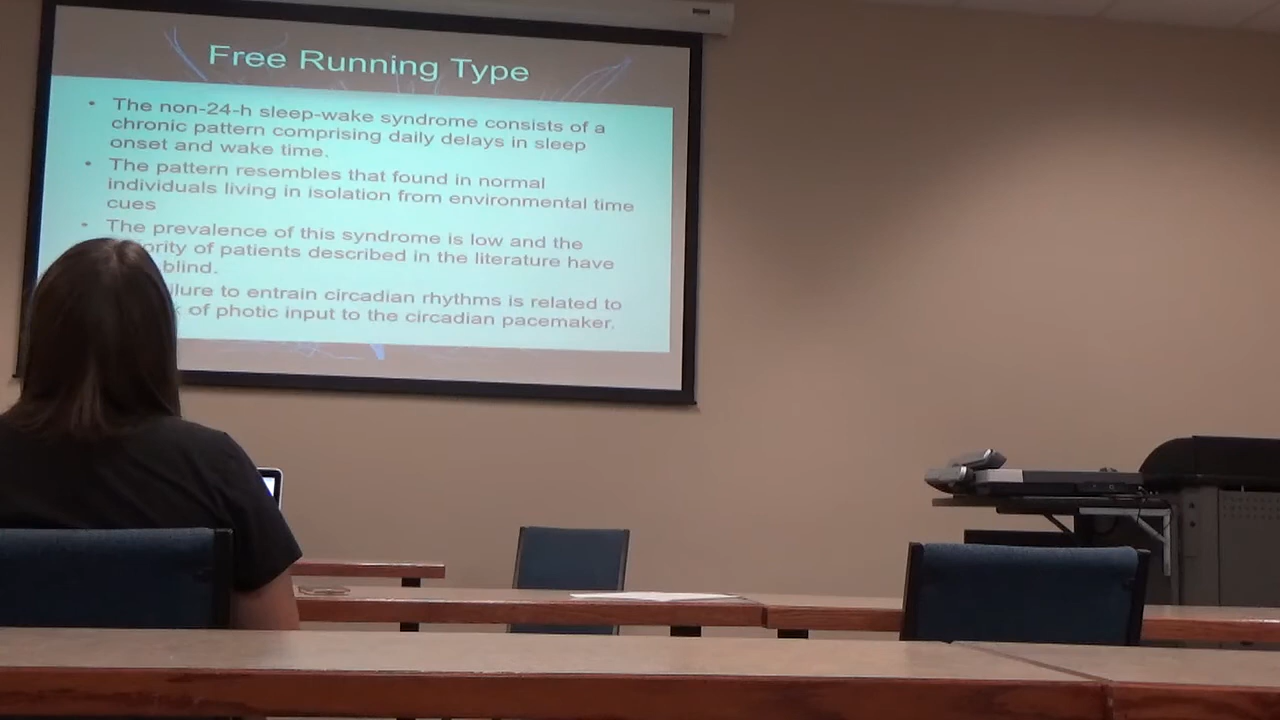 Free Running Type
• The non-24-h sleep-wake syndrome consists of a
chronic pattern comprising daily delays in sleep
onset and wake time.
• The pattern resembles that found in normal
individuals living in isolation from environmental time
cues
• The prevalence of this syndrome is low and the
ority of patients described in the literature have
blind.
ilure to entrain circadian rhythms is related to
k of photic input to the circadian pacemaker.